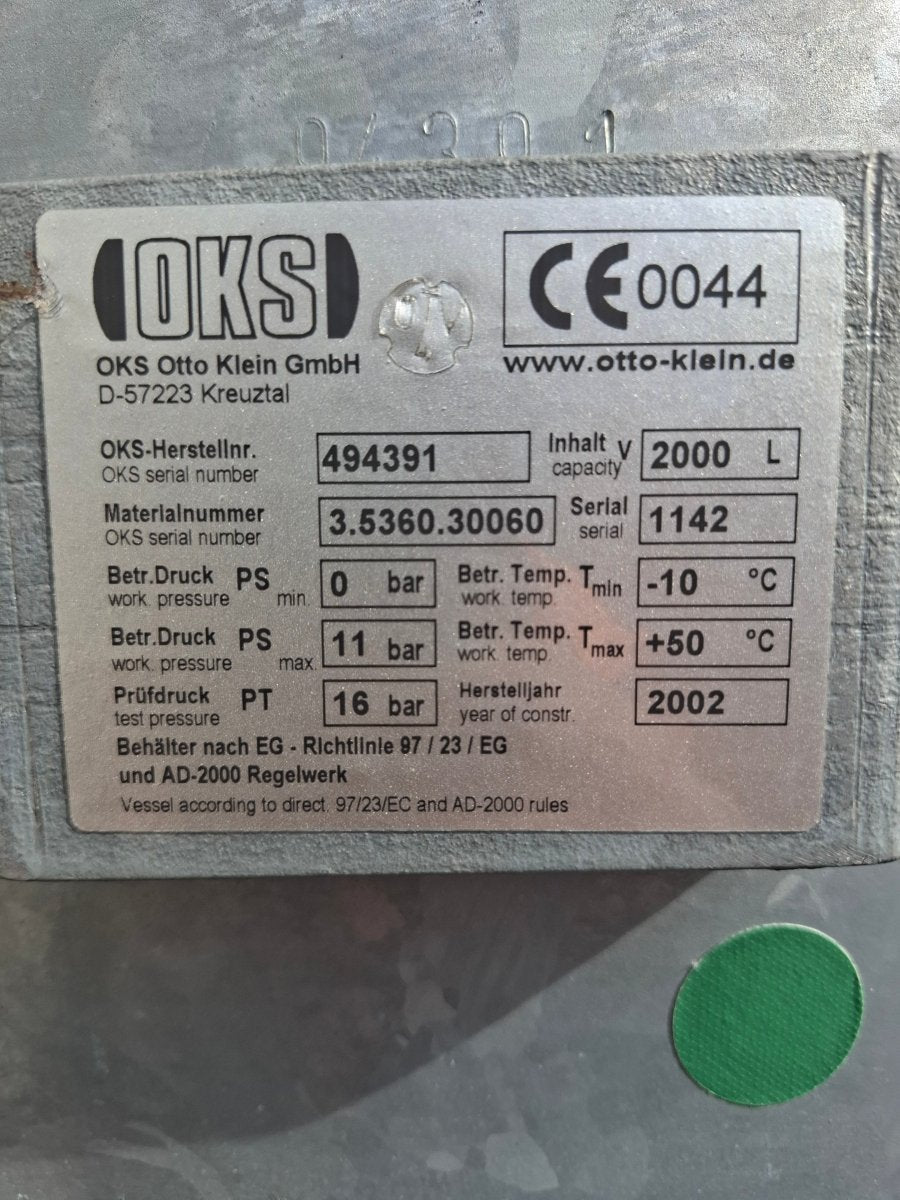 OKS
CE 0044
OKS Otto Klein GmbH
D-57223 Kreuztal
www.otto-klein.de
OKS-Herstellnr. 494391 Inhalt V 2000 L
OKS serial number capacity
Materialnummer 3.5360.30060 Serial 1142
OKS serial number serial
Betr.Druck PS 0 bar Betr. Temp. Tmin -10 °C
work. pressure min. work. temp.
Betr.Druck PS 11 bar Betr. Temp. Tmax +50 °C
work. pressure max. work. temp.
Prüfdruck PT 16 bar Herstelljahr 2002
test pressure year of constr.
Behälter nach EG - Richtlinie 97 / 23 / EG
und AD-2000 Regelwerk
Vessel according to direct. 97/23/EC and AD-2000 rules